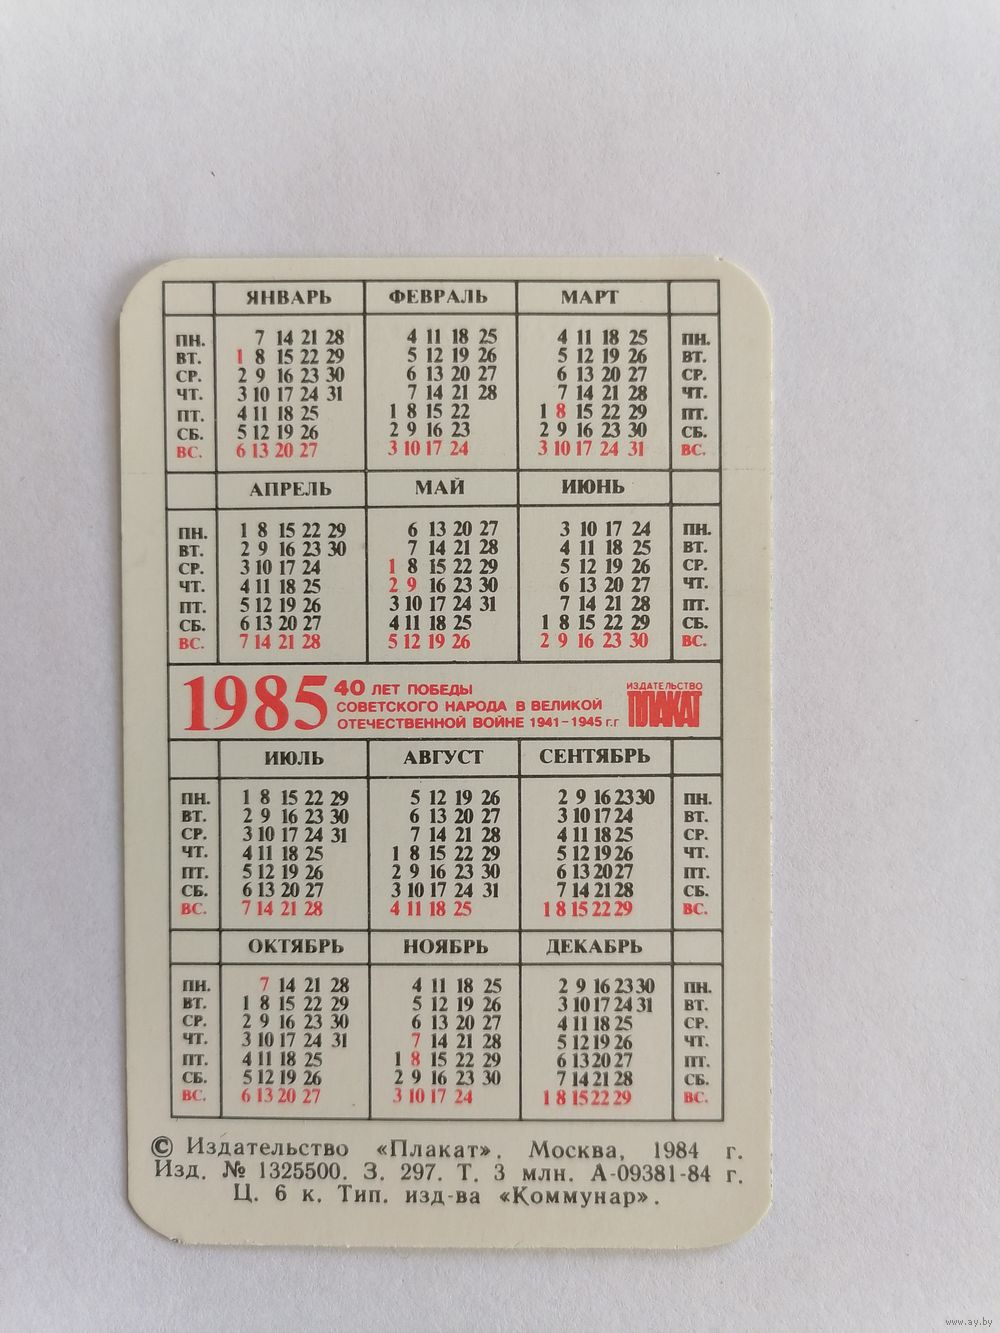 ЯНВАРЬ ФЕВРАЛЬ МАРТ
ПН. 7 14 21 28 4 11 18 25 4 11 18 25 ПН.
ВТ. 1 8 15 22 29 5 12 19 26 5 12 19 26 ВТ.
СР. 2 9 16 23 30 6 13 20 27 6 13 20 27 СР.
ЧТ. 3 10 17 24 31 7 14 21 28 7 14 21 28 ЧТ.
ПТ. 4 11 18 25 1 8 15 22 1 8 15 22 29 ПТ.
СБ. 5 12 19 26 2 9 16 23 2 9 16 23 30 СБ.
ВС. 6 13 20 27 3 10 17 24 3 10 17 24 31 ВС.
АПРЕЛЬ МАЙ ИЮНЬ
ПН. 1 8 15 22 29 6 13 20 27 3 10 17 24 ПН.
ВТ. 2 9 16 23 30 7 14 21 28 4 11 18 25 ВТ.
СР. 3 10 17 24 1 8 15 22 29 5 12 19 26 СР.
ЧТ. 4 11 18 25 2 9 16 23 30 6 13 20 27 ЧТ.
ПТ. 5 12 19 26 3 10 17 24 31 7 14 21 28 ПТ.
СБ. 6 13 20 27 4 11 18 25 1 8 15 22 29 СБ.
ВС. 7 14 21 28 5 12 19 26 2 9 16 23 30 ВС.
1985
40 ЛЕТ ПОБЕДЫ
СОВЕТСКОГО НАРОДА В ВЕЛИКОЙ
ОТЕЧЕСТВЕННОЙ ВОЙНЕ 1941-1945 г.г
ИЗДАТЕЛЬСТВО
ПЛАКАТ
ИЮЛЬ АВГУСТ СЕНТЯБРЬ
ПН. 1 8 15 22 29 5 12 19 26 2 9 16 23 30 ПН.
ВТ. 2 9 16 23 30 6 13 20 27 3 10 17 24 ВТ.
СР. 3 10 17 24 31 7 14 21 28 4 11 18 25 СР.
ЧТ. 4 11 18 25 1 8 15 22 29 5 12 19 26 ЧТ.
ПТ. 5 12 19 26 2 9 16 23 30 6 13 20 27 ПТ.
СБ. 6 13 20 27 3 10 17 24 31 7 14 21 28 СБ.
ВС. 7 14 21 28 4 11 18 25 1 8 15 22 29 ВС.
ОКТЯБРЬ НОЯБРЬ ДЕКАБРЬ
ПН. 7 14 21 28 4 11 18 25 2 9 16 23 30 ПН.
ВТ. 1 8 15 22 29 5 12 19 26 3 10 17 24 31 ВТ.
СР. 2 9 16 23 30 6 13 20 27 4 11 18 25 СР.
ЧТ. 3 10 17 24 31 7 14 21 28 5 12 19 26 ЧТ.
ПТ. 4 11 18 25 1 8 15 22 29 6 13 20 27 ПТ.
СБ. 5 12 19 26 2 9 16 23 30 7 14 21 28 СБ.
ВС. 6 13 20 27 3 10 17 24 1 8 15 22 29 ВС.
© Издательство «Плакат». Москва, 1984 г.
Изд. № 1325500. З. 297. Т. 3 млн. А-09381-84 г.
Ц. 6 к. Тип. изд-ва «Коммунар».
www.ay.by